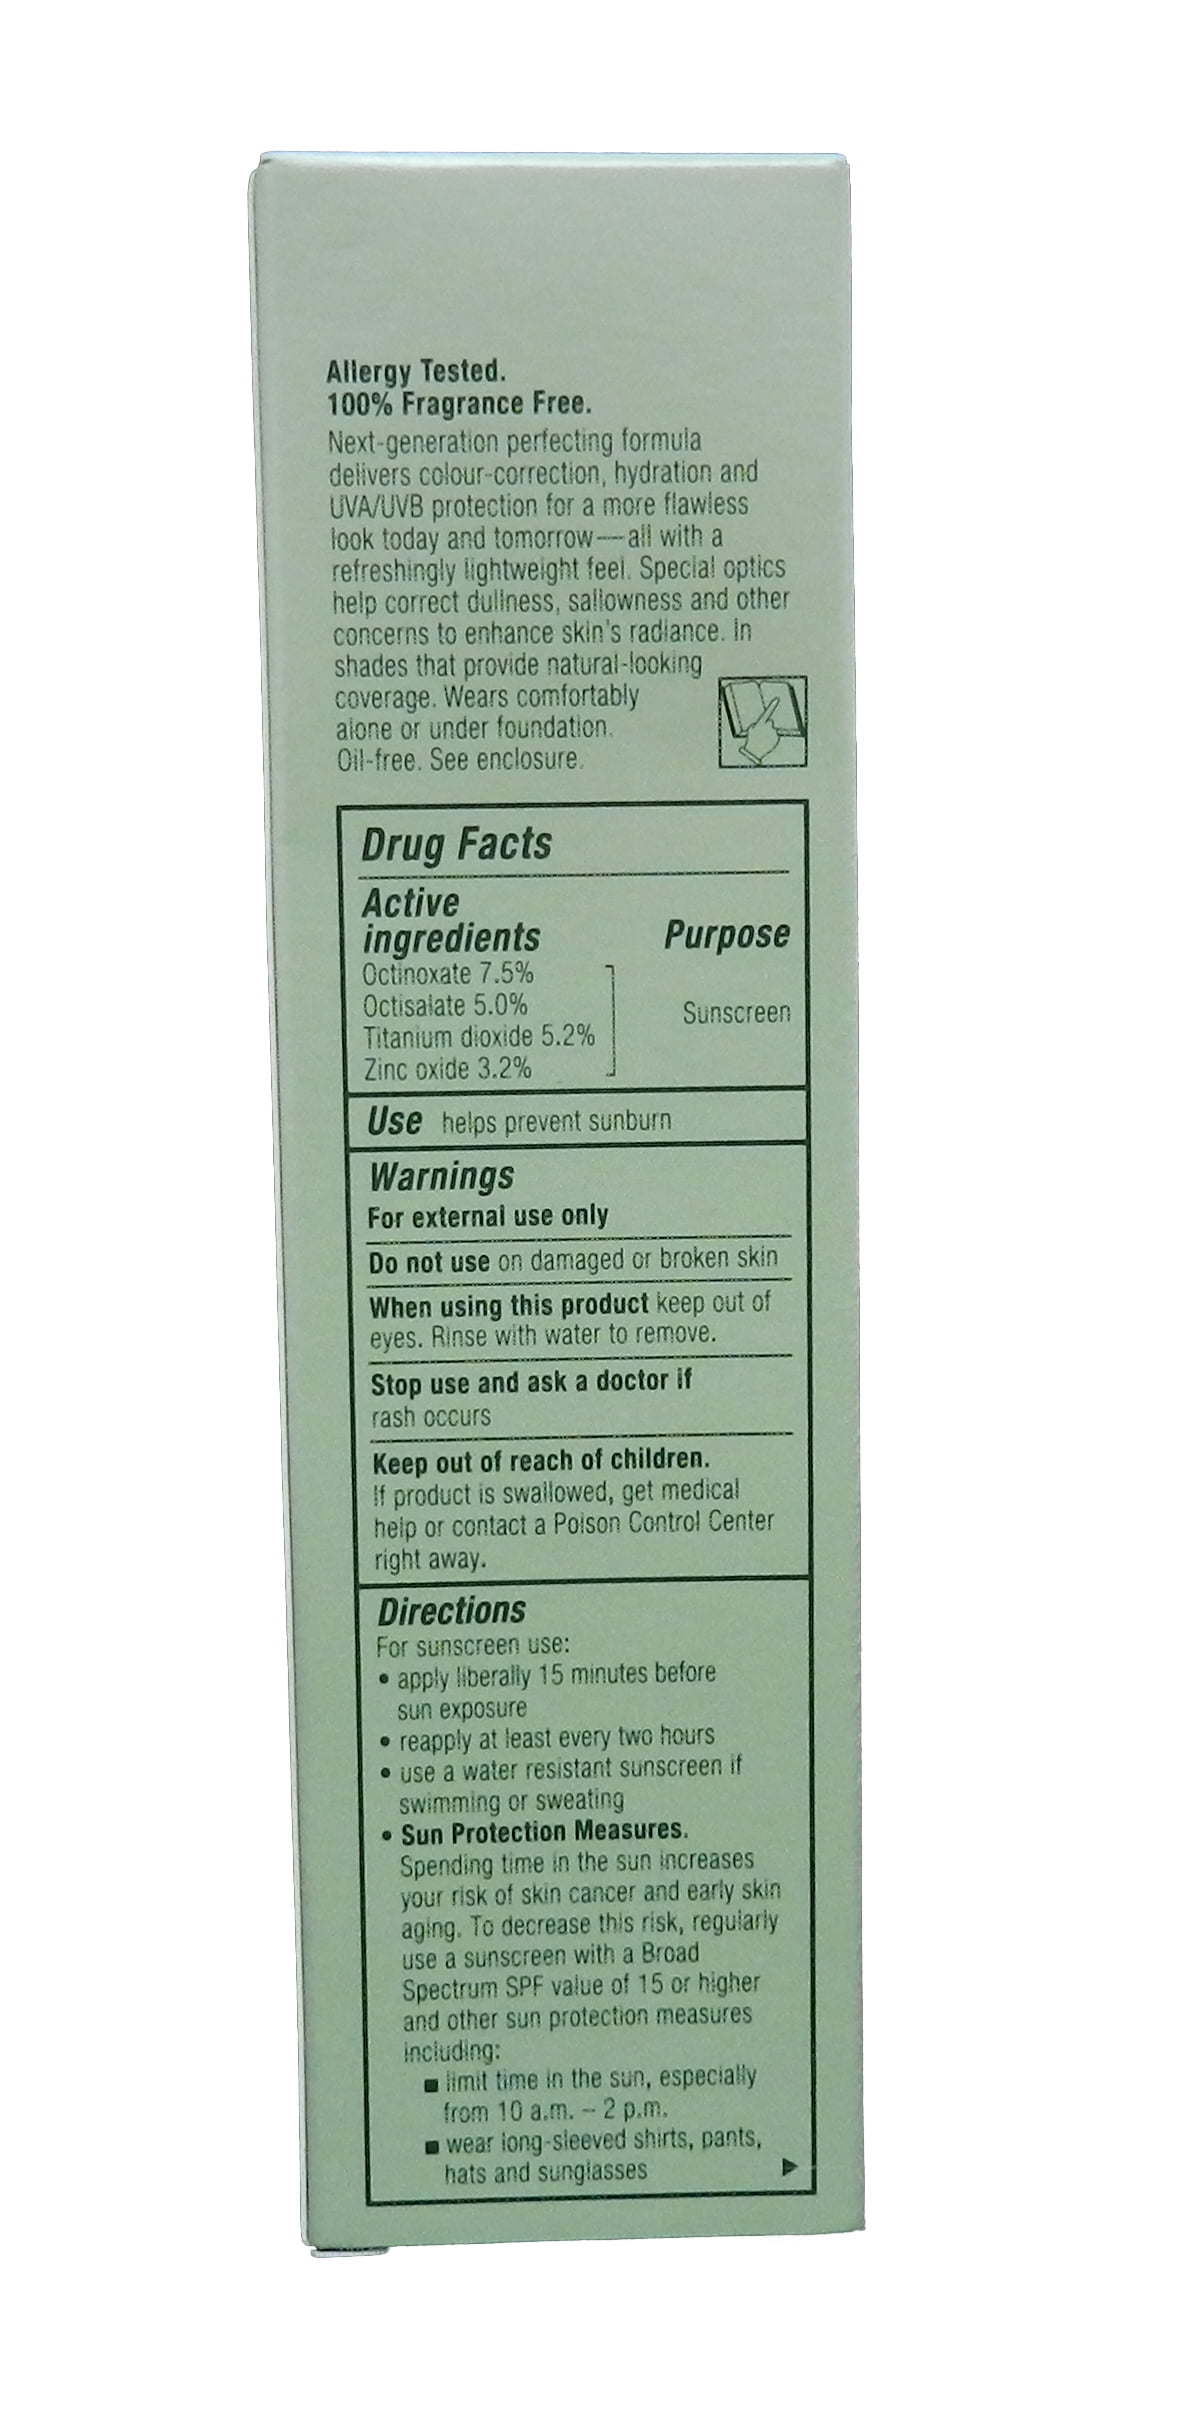 Allergy Tested.
100% Fragrance Free.
Next-generation perfecting formula
delivers colour-correction, hydration and
UVA/UVB protection for a more flawless
look today and tomorrow—all with a
refreshingly lightweight feel. Special optics
help correct dullness, sallowness and other
concerns to enhance skin's radiance. In
shades that provide natural-looking
coverage. Wears comfortably
alone or under foundation.
Oil-free. See enclosure.
Drug Facts
Active
ingredients Purpose
Octinoxate 7.5%
Octisalate 5.0%
Sunscreen
Titanium dioxide 5.2%
Zinc oxide 3.2%
Use helps prevent sunburn
Warnings
For external use only
Do not use on damaged or broken skin
When using this product keep out of
eyes. Rinse with water to remove.
Stop use and ask a doctor if
rash occurs
Keep out of reach of children.
If product is swallowed, get medical
help or contact a Poison Control Center
right away.
Directions
For sunscreen use:
• apply liberally 15 minutes before
sun exposure
• reapply at least every two hours
• use a water resistant sunscreen if
swimming or sweating
• Sun Protection Measures.
Spending time in the sun increases
your risk of skin cancer and early skin
aging. To decrease this risk, regularly
use a sunscreen with a Broad
Spectrum SPF value of 15 or higher
and other sun protection measures
including:
■ limit time in the sun, especially
from 10 a.m. – 2 p.m.
■ wear long-sleeved shirts, pants,
hats and sunglasses